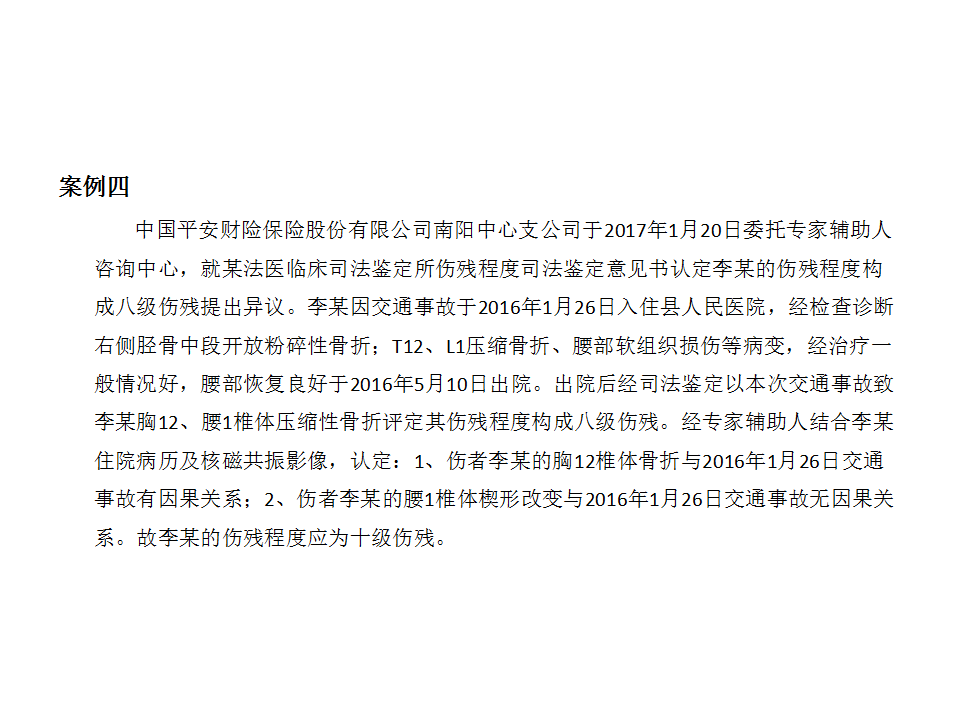 案例四
中国平安财险保险股份有限公司南阳中心支公司于2017年1月20日委托专家辅助人
咨询中心，就某法医临床司法鉴定所伤残程度司法鉴定意见书认定李某的伤残程度构
成八级伤残提出异议。李某因交通事故于2016年1月26日入住县人民医院，经检查诊断
右侧胫骨中段开放粉碎性骨折；T12、L1压缩骨折、腰部软组织损伤等病变，经治疗一
般情况好，腰部恢复良好于2016年5月10日出院。出院后经司法鉴定以本次交通事故致
李某胸12、腰1椎体压缩性骨折评定其伤残程度构成八级伤残。经专家辅助人结合李某
住院病历及核磁共振影像，认定：1、伤者李某的胸12椎体骨折与2016年1月26日交通
事故有因果关系；2、伤者李某的腰1椎体楔形改变与2016年1月26日交通事故无因果关
系。故李某的伤残程度应为十级伤残。